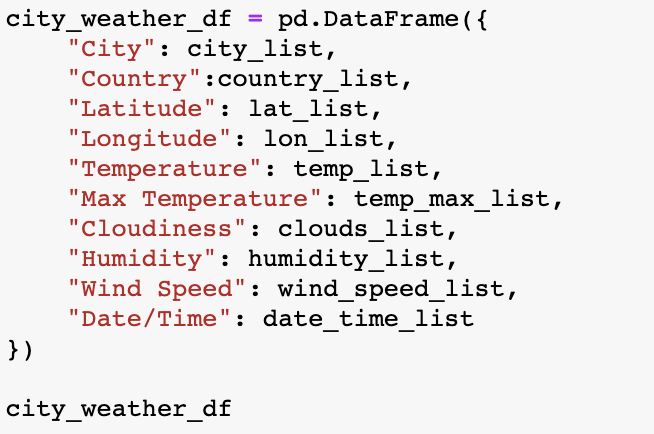 city_weather_df = pd.DataFrame({
    "City": city_list,
    "Country":country_list,
    "Latitude": lat_list,
    "Longitude": lon_list,
    "Temperature": temp_list,
    "Max Temperature": temp_max_list,
    "Cloudiness": clouds_list,
    "Humidity": humidity_list,
    "Wind Speed": wind_speed_list,
    "Date/Time": date_time_list
})
city_weather_df